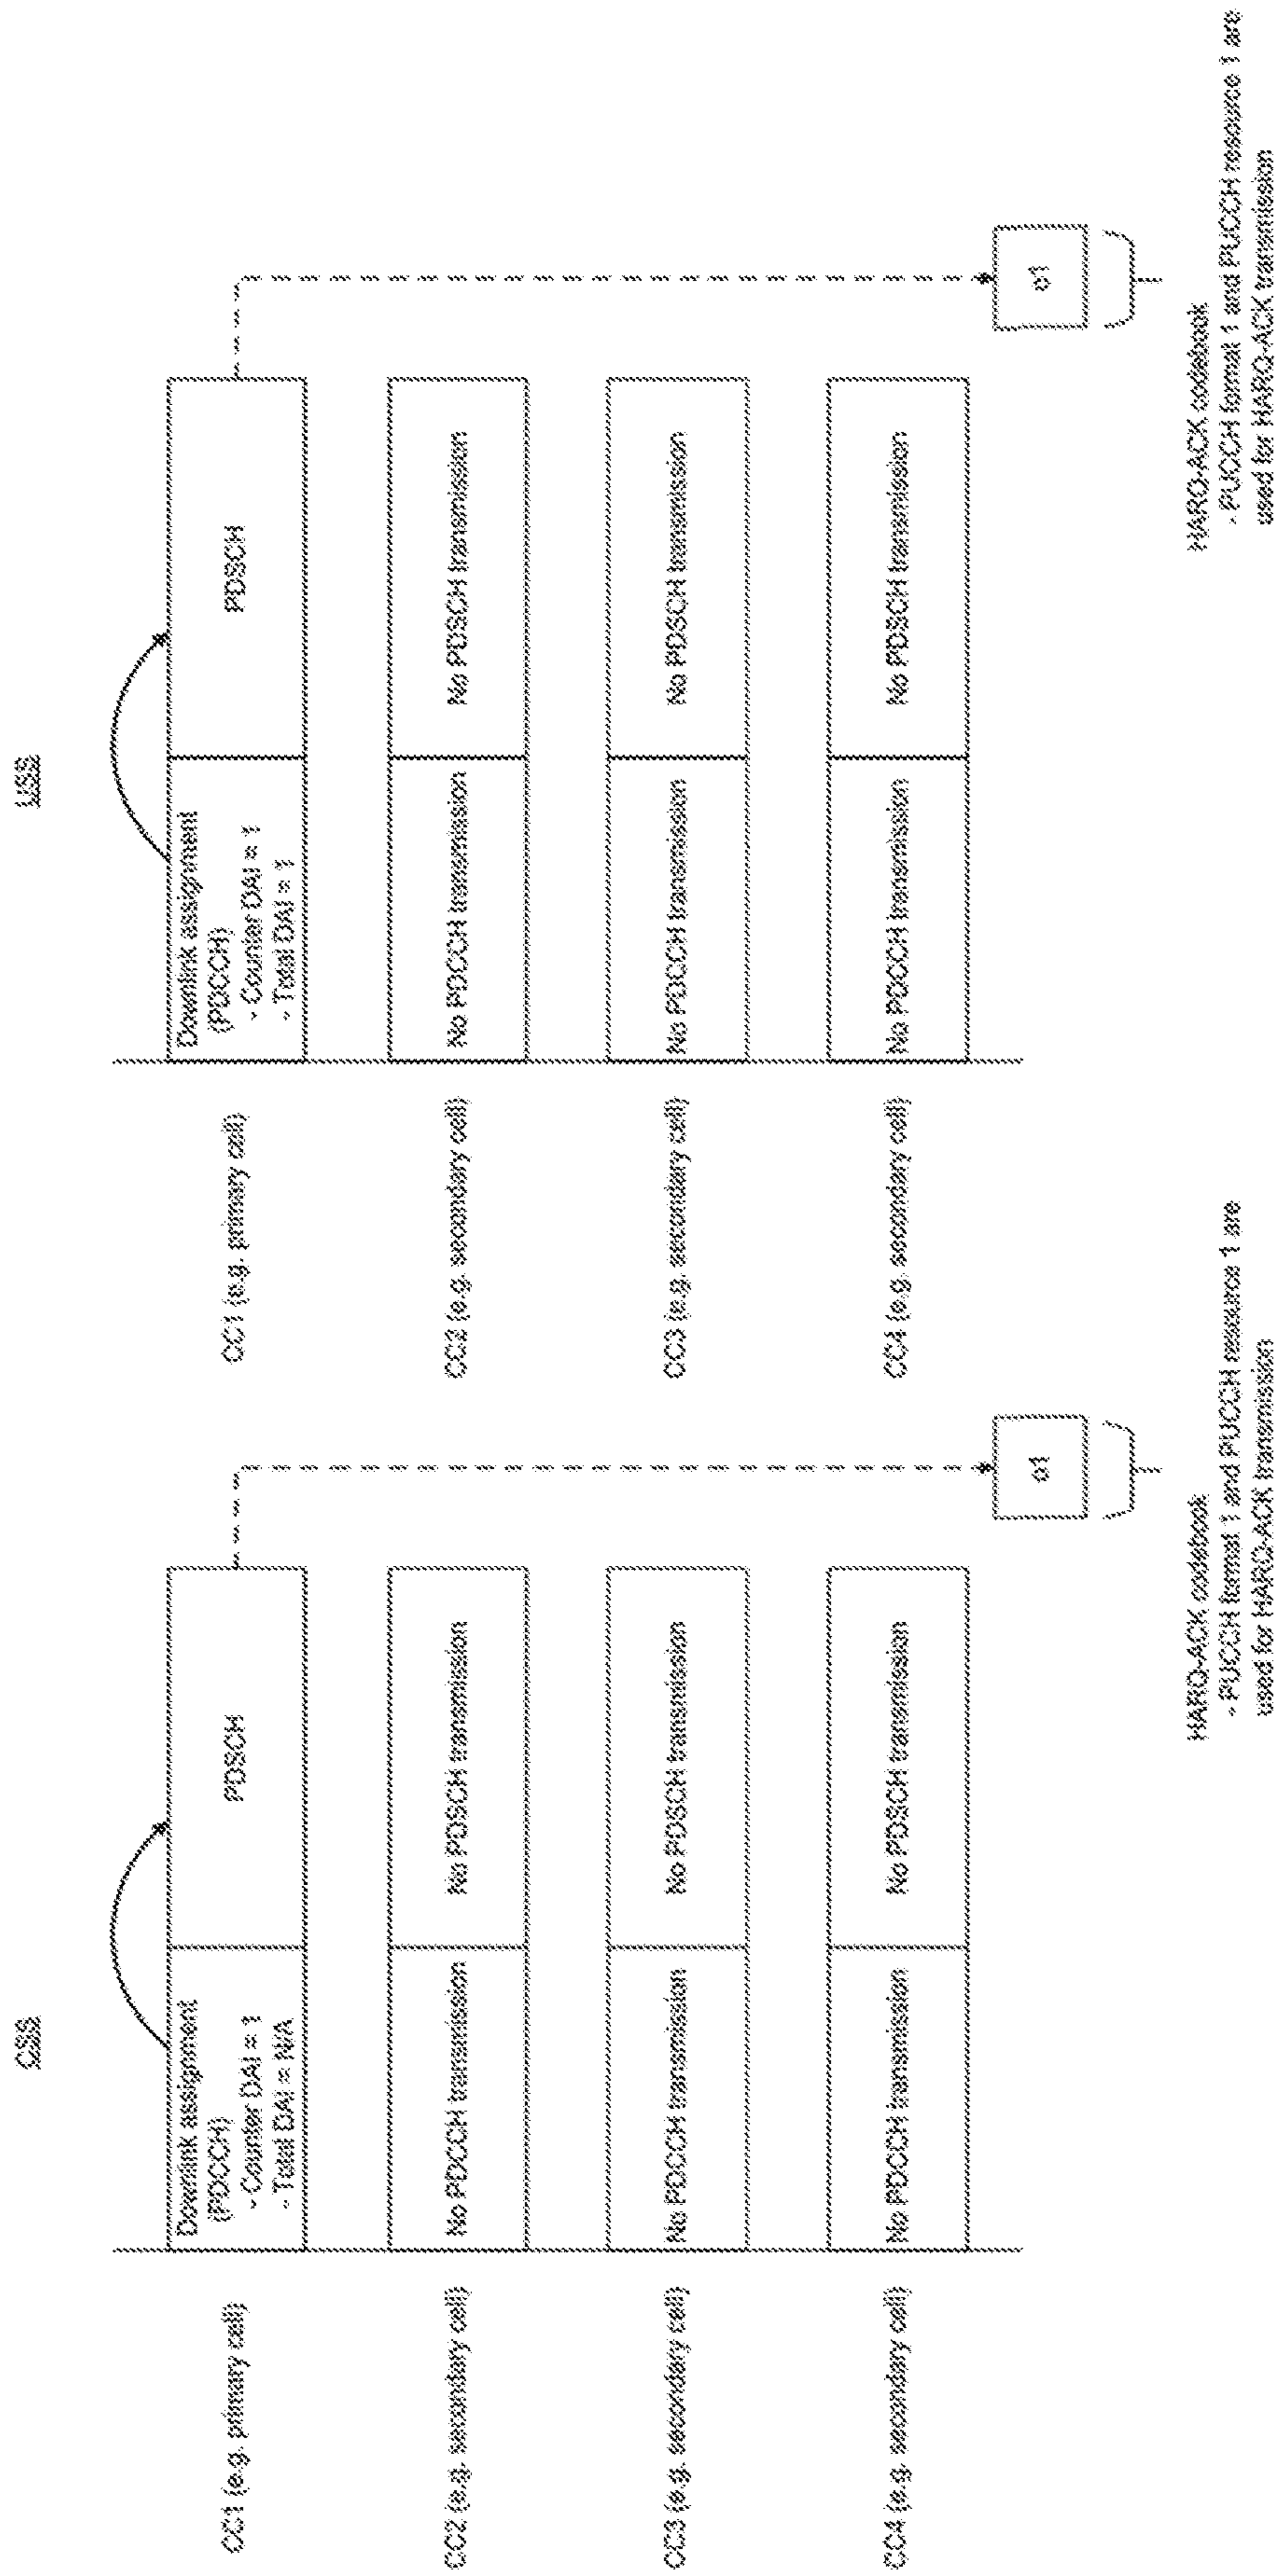 CSS
CC1 (e.g. primary cell)
Downlink assignment
(PDCCH)
- Counter DAI = 1
- Total DAI = N/A
PDSCH
CC2 (e.g. secondary cell)
No PDCCH transmission
No PDSCH transmission
CC3 (e.g. secondary cell)
No PDCCH transmission
No PDSCH transmission
CC4 (e.g. secondary cell)
No PDCCH transmission
No PDSCH transmission
o1
HARQ-ACK codebook
- PUCCH format 1 and PUCCH resource 1 are
used for HARQ-ACK transmission
USS
CC1 (e.g. primary cell)
Downlink assignment
(PDCCH)
- Counter DAI = 1
- Total DAI = 1
PDSCH
CC2 (e.g. secondary cell)
No PDCCH transmission
No PDSCH transmission
CC3 (e.g. secondary cell)
No PDCCH transmission
No PDSCH transmission
CC4 (e.g. secondary cell)
No PDCCH transmission
No PDSCH transmission
o1
HARQ-ACK codebook
- PUCCH format 1 and PUCCH resource 1 are
used for HARQ-ACK transmission